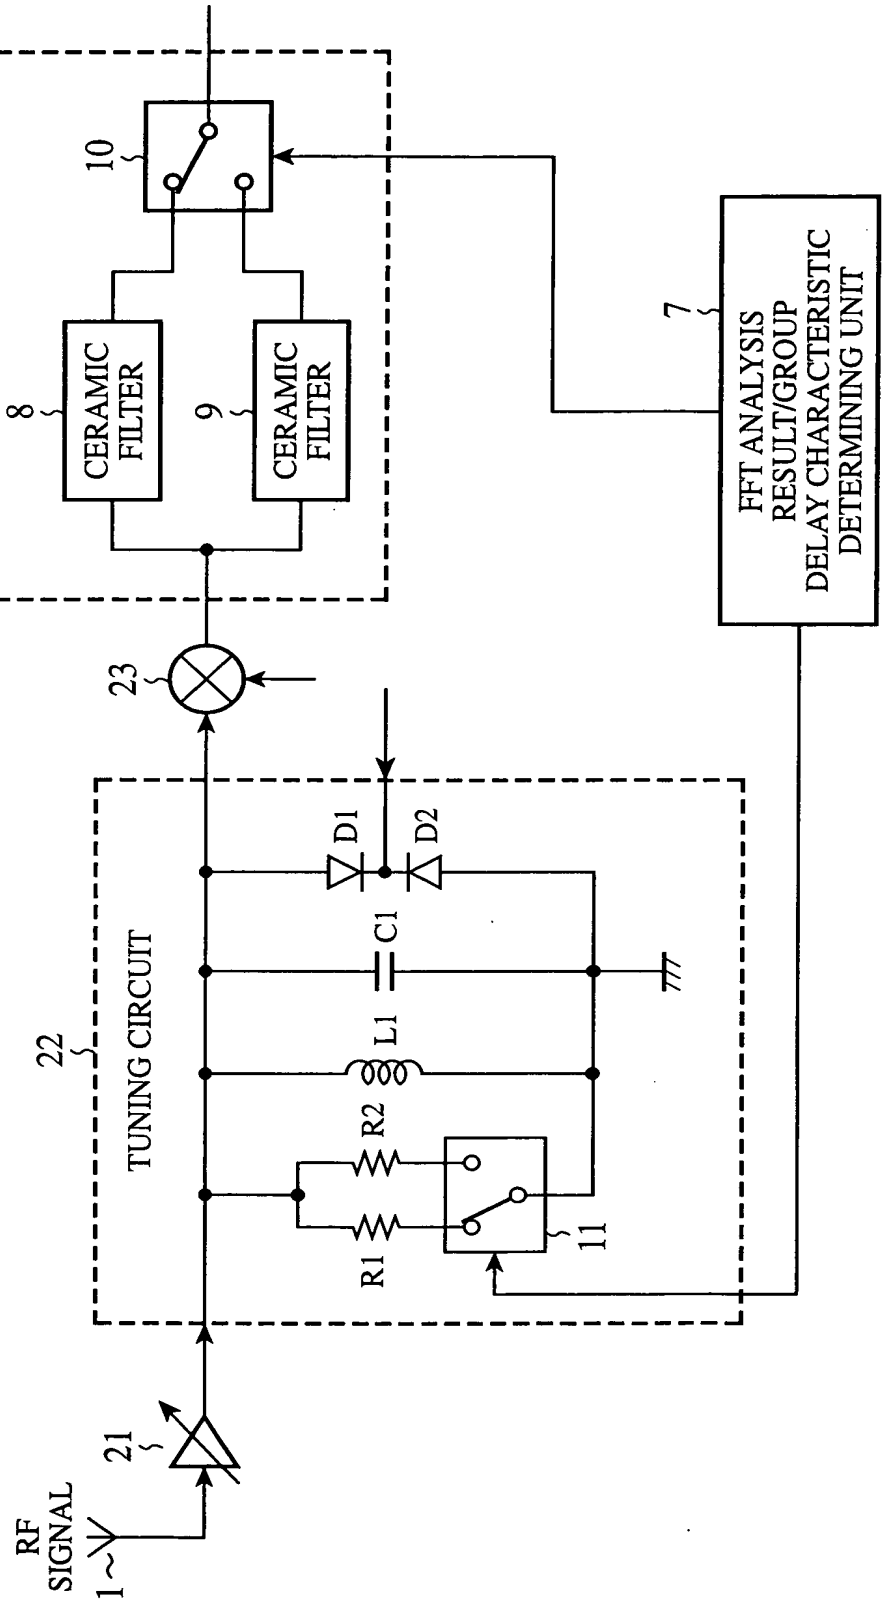 RF
SIGNAL
1
21
22
TUNING CIRCUIT
R1
R2
11
L1
C1
D1
D2
23
8
CERAMIC
FILTER
9
CERAMIC
FILTER
10
7
FFT ANALYSIS
RESULT/GROUP
DELAY CHARACTERISTIC
DETERMINING UNIT